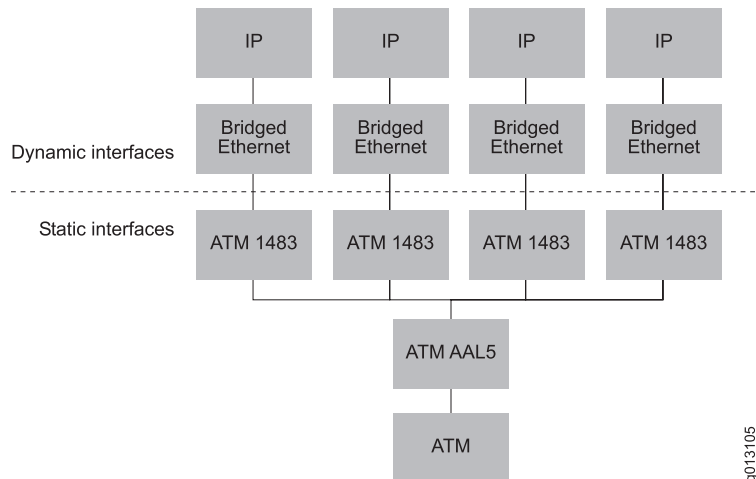 IP
IP
IP
IP
Bridged
Ethernet
Bridged
Ethernet
Bridged
Ethernet
Bridged
Ethernet
Dynamic interfaces
Static interfaces
ATM 1483
ATM 1483
ATM 1483
ATM 1483
ATM AAL5
ATM
g013105